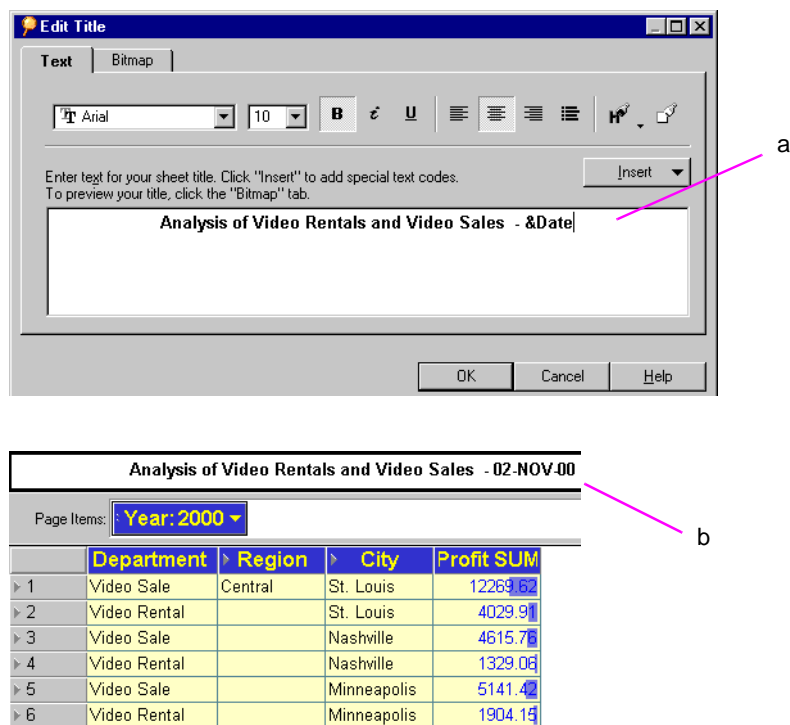 Edit Title
Text Bitmap
Arial 10 B i U
Insert
Enter text for your sheet title. Click "Insert" to add special text codes.
To preview your title, click the "Bitmap" tab.
Analysis of Video Rentals and Video Sales - &Date
a
OK Cancel Help
Analysis of Video Rentals and Video Sales - 02-NOV-00
b
Page Items: Year: 2000
Department Region City Profit SUM
1 Video Sale Central St. Louis 12269.62
2 Video Rental St. Louis 4029.91
3 Video Sale Nashville 4615.76
4 Video Rental Nashville 1329.06
5 Video Sale Minneapolis 5141.42
6 Video Rental Minneapolis 1904.15